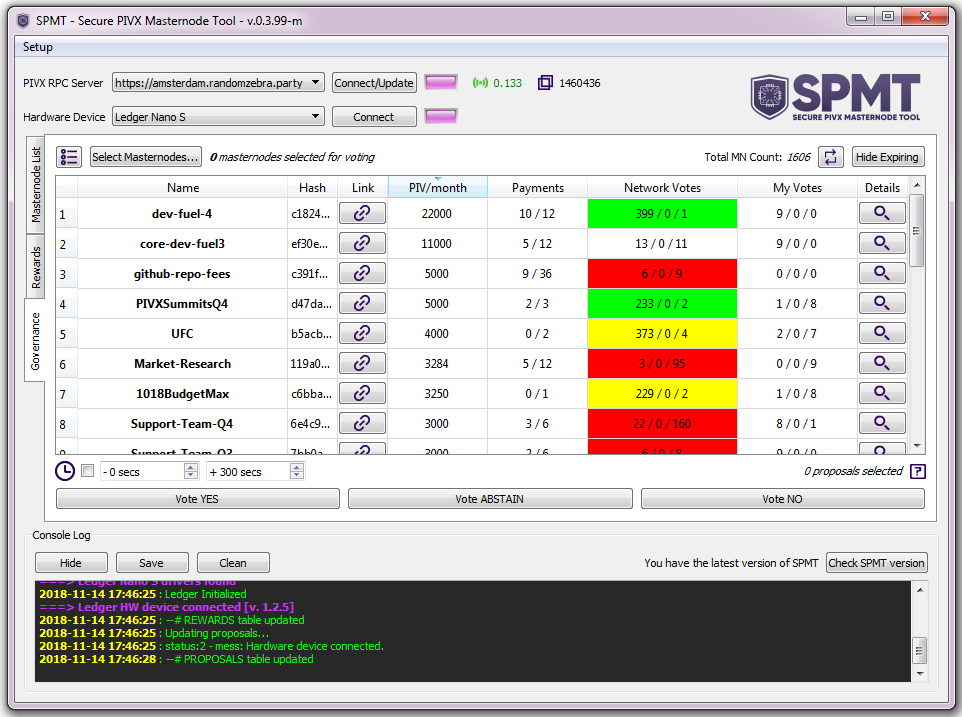 SPMT - Secure PIVX Masternode Tool - v.0.3.99-m
Setup
PIVX RPC Server https://amsterdam.randomzebra.party Connect/Update 0.133 1460436
Hardware Device Ledger Nano S Connect
SPMT
SECURE PIVX MASTERNODE TOOL
Masternode List
Rewards
Governance
Select Masternodes... 0 masternodes selected for voting Total MN Count: 1606 Hide Expiring
Name Hash Link PIV/month Payments Network Votes My Votes Details
1 dev-fuel-4 c1824... 22000 10 / 12 399 / 0 / 1 9 / 0 / 0
2 core-dev-fuel3 ef30e... 11000 5 / 12 13 / 0 / 11 9 / 0 / 0
3 github-repo-fees c391f... 5000 9 / 36 6 / 0 / 9 0 / 0 / 0
4 PIVXSummitsQ4 d47da... 5000 2 / 3 233 / 0 / 2 1 / 0 / 8
5 UFC b5acb... 4000 0 / 2 373 / 0 / 4 2 / 0 / 7
6 Market-Research 119a0... 3284 5 / 12 3 / 0 / 95 0 / 0 / 9
7 1018BudgetMax c6bba... 3250 0 / 1 229 / 0 / 2 1 / 0 / 8
8 Support-Team-Q4 6e4c9... 3000 3 / 6 22 / 0 / 160 8 / 0 / 1
9 Support-Team-Q3 7bb0a... 3000 2 / 6 6 / 0 / 8 9 / 0 / 0
- 0 secs + 300 secs 0 proposals selected ?
Vote YES Vote ABSTAIN Vote NO
Console Log
Hide Save Clean You have the latest version of SPMT Check SPMT version
===> Ledger Nano S drivers found
2018-11-14 17:46:25 : Ledger Initialized
===> Ledger HW device connected [v. 1.2.5]
2018-11-14 17:46:25 : --# REWARDS table updated
2018-11-14 17:46:25 : Updating proposals...
2018-11-14 17:46:25 : status:2 - mess: Hardware device connected.
2018-11-14 17:46:28 : --# PROPOSALS table updated